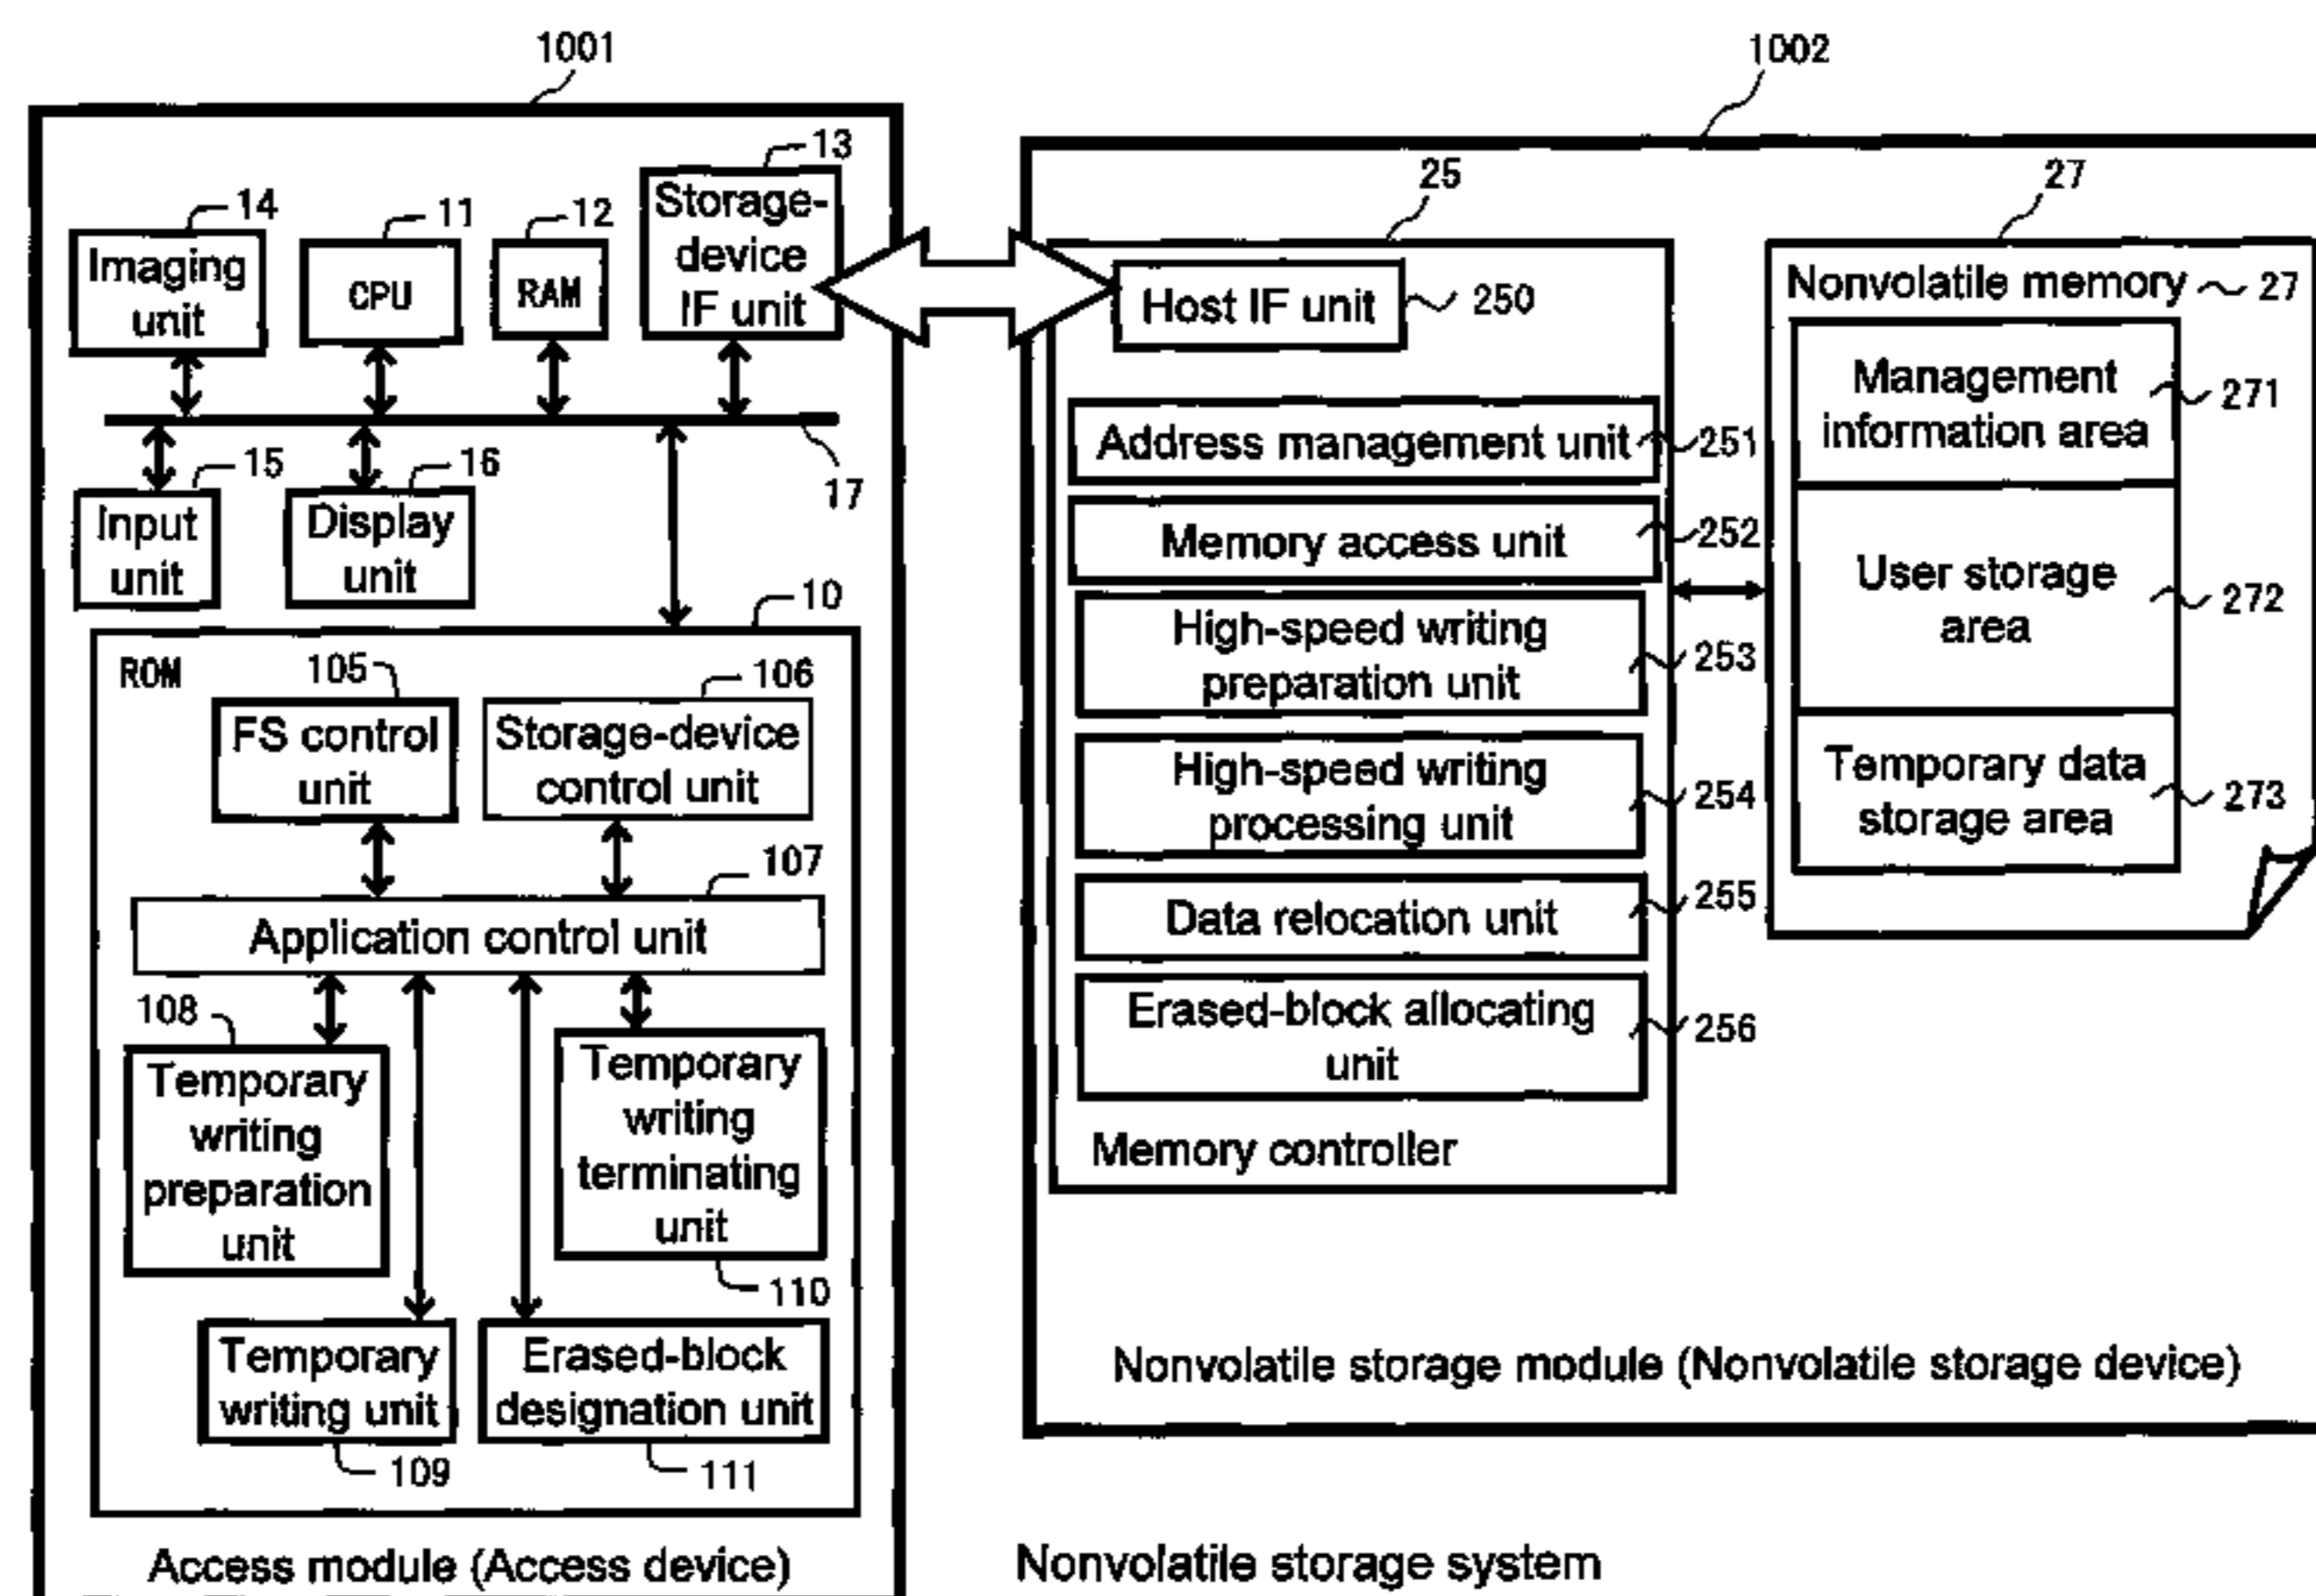 1001
1002
13
Storage-
device
IF unit
14
Imaging
unit
11
CPU
12
RAM
17
15
Input
unit
16
Display
unit
10
ROM
105
FS control
unit
106
Storage-device
control unit
107
Application control unit
108
Temporary
writing
preparation
unit
Temporary
writing
terminating
unit
110
Temporary
writing unit
109
Erased-block
designation unit
111
Access module (Access device)
25
Host IF unit
250
Address management unit
251
Memory access unit
252
High-speed writing
preparation unit
253
High-speed writing
processing unit
254
Data relocation unit
255
Erased-block allocating
unit
256
Memory controller
27
Nonvolatile memory 27
Management
information area
271
User storage
area
272
Temporary data
storage area
273
Nonvolatile storage module (Nonvolatile storage device)
Nonvolatile storage system